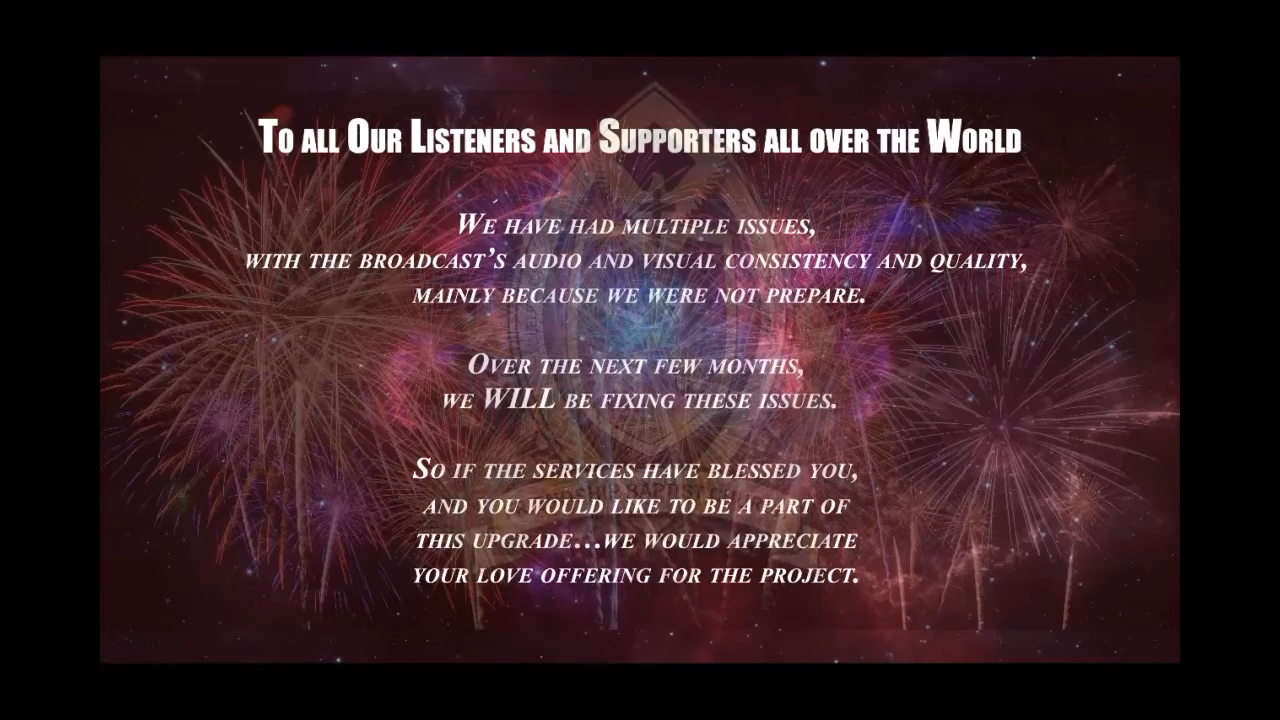 To all Our Listeners and Supporters all over the World
We have had multiple issues,
with the broadcast's audio and visual consistency and quality,
mainly because we were not prepare.
Over the next few months,
we WILL be fixing these issues.
So if the services have blessed you,
and you would like to be a part of
this upgrade...we would appreciate
your love offering for the project.